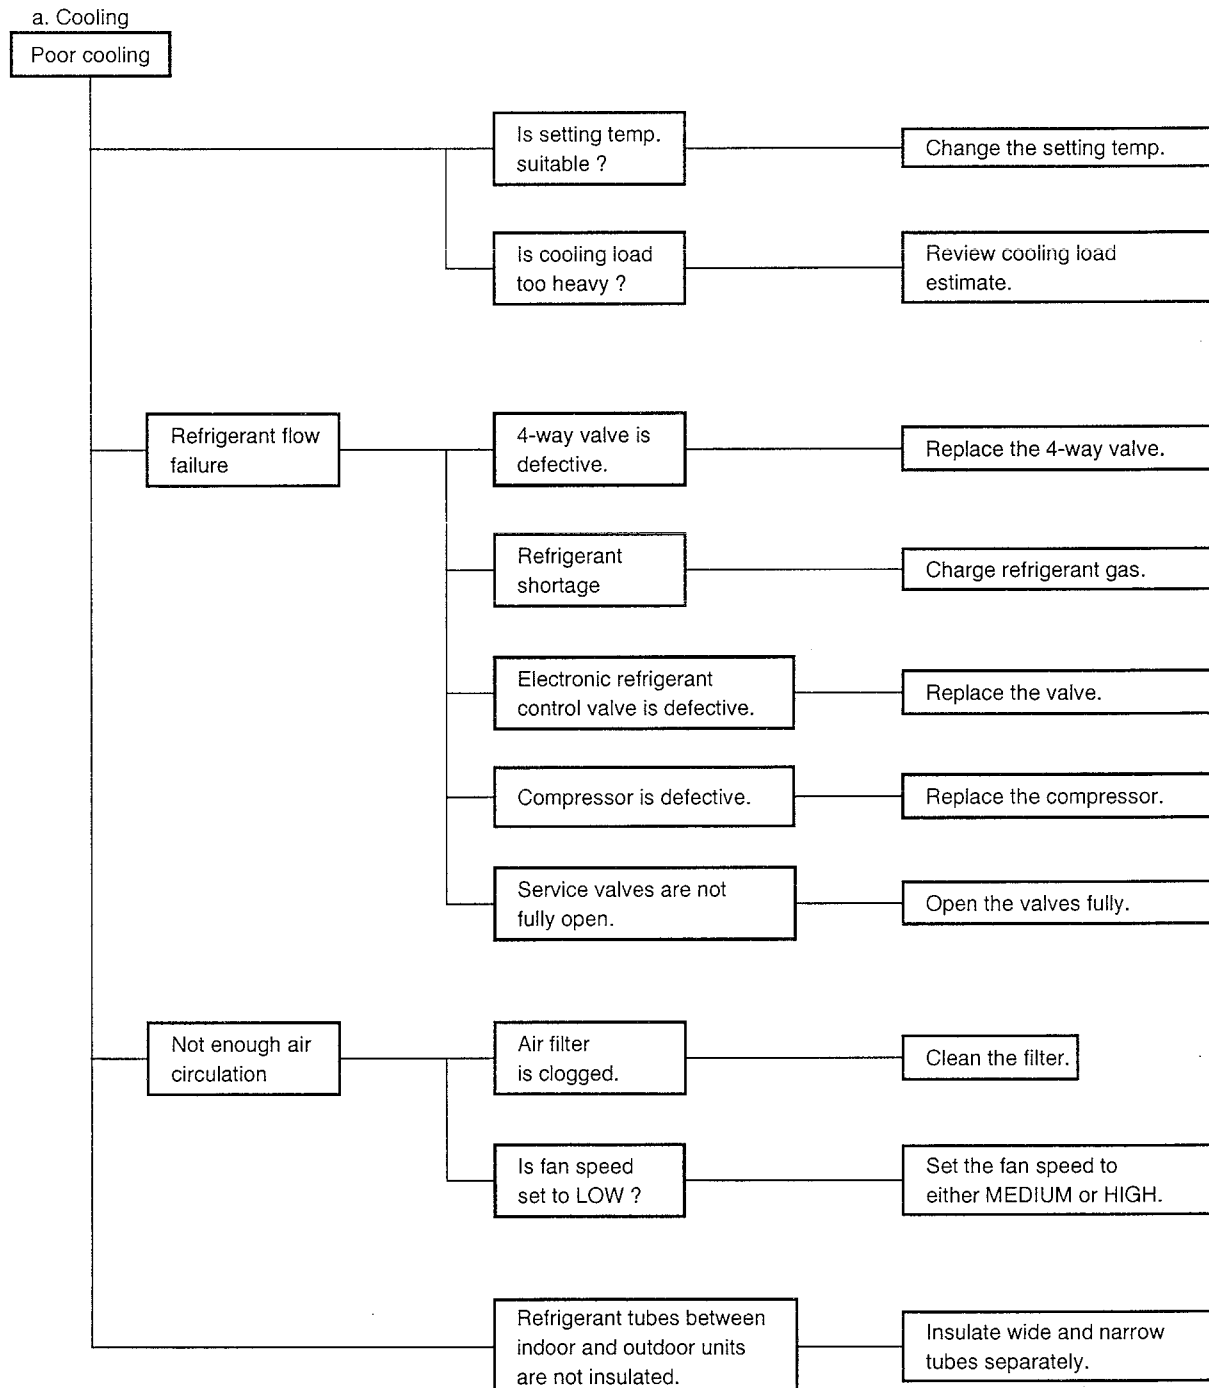 a. Cooling
Poor cooling
Is setting temp.
suitable ?
Change the setting temp.
Is cooling load
too heavy ?
Review cooling load
estimate.
Refrigerant flow
failure
4-way valve is
defective.
Replace the 4-way valve.
Refrigerant
shortage
Charge refrigerant gas.
Electronic refrigerant
control valve is defective.
Replace the valve.
Compressor is defective.
Replace the compressor.
Service valves are not
fully open.
Open the valves fully.
Not enough air
circulation
Air filter
is clogged.
Clean the filter.
Is fan speed
set to LOW ?
Set the fan speed to
either MEDIUM or HIGH.
Refrigerant tubes between
indoor and outdoor units
are not insulated.
Insulate wide and narrow
tubes separately.